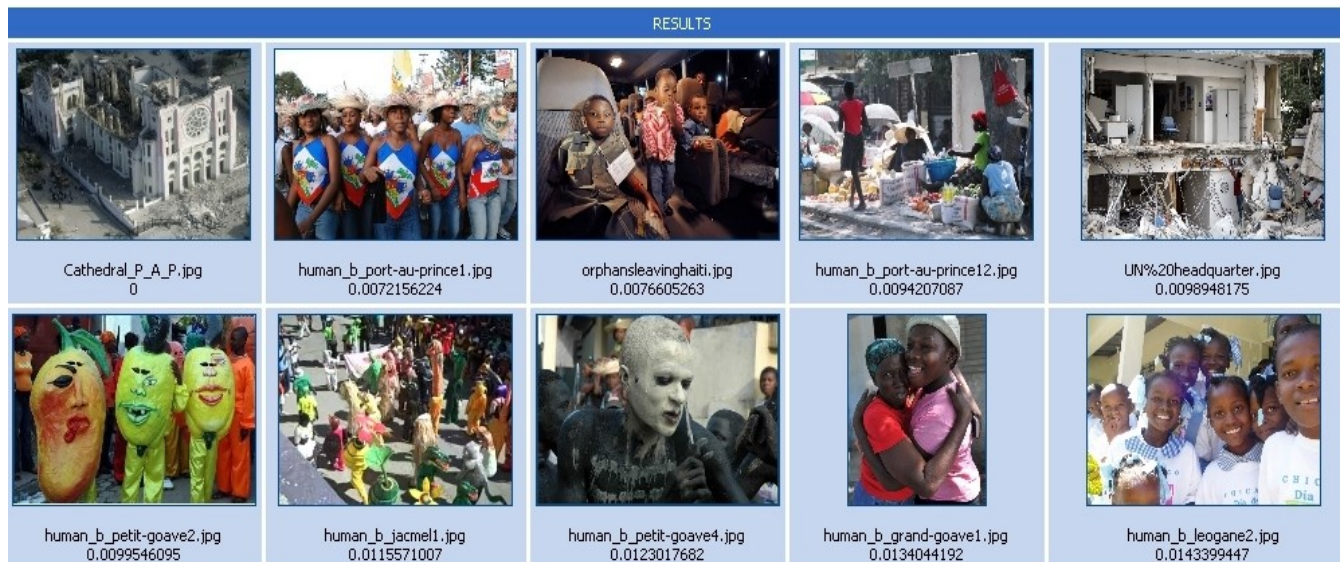 RESULTS
Cathedral_P_A_P.jpg
0
human_b_port-au-prince1.jpg
0.0072156224
orphansleavinghaiti.jpg
0.0076605263
human_b_port-au-prince12.jpg
0.0094207087
UN%20headquarter.jpg
0.0098948175
human_b_petit-goave2.jpg
0.0099546095
human_b_jacmel1.jpg
0.0115571007
human_b_petit-goave4.jpg
0.0123017682
human_b_grand-goave1.jpg
0.0134044192
CHIC
Día
human_b_leogane2.jpg
0.0143399447